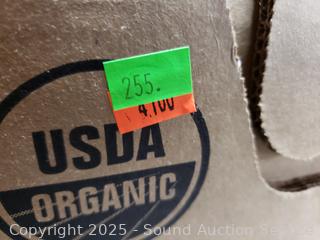 255.
4.100
USDA
ORGANIC
Copyright 2025 - Sound Auction Service